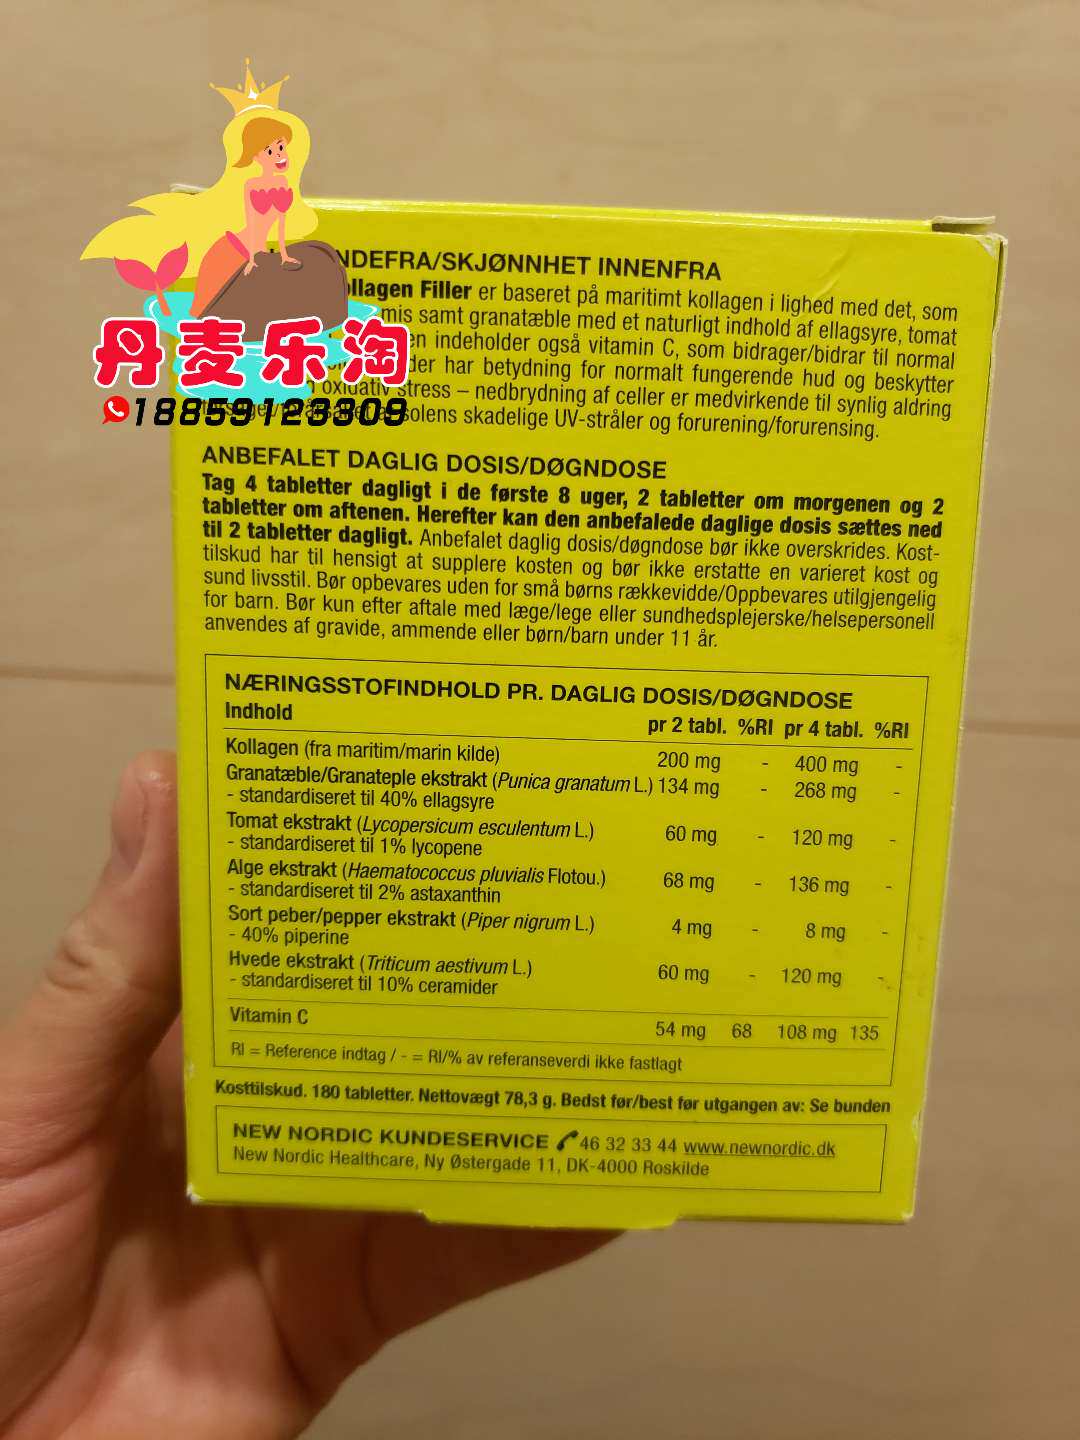 NDEFRA/SKJØNNHET INNENFRA
llagen Filler er baseret på maritimt kollagen i lighed med det, som
mis samt granatæble med et naturligt indhold af ellagsyre, tomat
en indeholder også vitamin C, som bidrager/bidrar til normal
der har betydning for normalt fungerende hud og beskytter
oxidativ stress – nedbrydning af celler er medvirkende til synlig aldring
solens skadelige UV-stråler og forurening/forurensing.
丹麦乐淘
18859123309
ANBEFALET DAGLIG DOSIS/DØGNDOSE
Tag 4 tabletter dagligt i de første 8 uger, 2 tabletter om morgenen og 2
tabletter om aftenen. Herefter kan den anbefalede daglige dosis sættes ned
til 2 tabletter dagligt. Anbefalet daglig dosis/døgndose bør ikke overskrides. Kost-
tilskud har til hensigt at supplere kosten og bør ikke erstatte en varieret kost og
sund livsstil. Bør opbevares uden for små børns rækkevidde/Oppbevares utilgjengelig
for barn. Bør kun efter aftale med læge/lege eller sundhedsplejerske/helsepersonell
anvendes af gravide, ammende eller børn/barn under 11 år.
NÆRINGSSTOFINDHOLD PR. DAGLIG DOSIS/DØGNDOSE
Indhold pr 2 tabl. %RI pr 4 tabl. %RI
Kollagen (fra maritim/marin kilde) 200 mg - 400 mg -
Granatæble/Granateple ekstrakt (Punica granatum L.) 134 mg - 268 mg -
- standardiseret til 40% ellagsyre
Tomat ekstrakt (Lycopersicum esculentum L.) 60 mg - 120 mg -
- standardiseret til 1% lycopene
Alge ekstrakt (Haematococcus pluvialis Flotou.) 68 mg - 136 mg -
- standardiseret til 2% astaxanthin
Sort peber/pepper ekstrakt (Piper nigrum L.) 4 mg - 8 mg -
- 40% piperine
Hvede ekstrakt (Triticum aestivum L.) 60 mg - 120 mg -
- standardiseret til 10% ceramider
Vitamin C 54 mg 68 108 mg 135
RI = Reference indtag / - = RI/% av referanseverdi ikke fastlagt
Kosttilskud. 180 tabletter. Nettovægt 78,3 g. Bedst før/best før utgangen av: Se bunden
NEW NORDIC KUNDESERVICE 46 32 33 44 www.newnordic.dk
New Nordic Healthcare, Ny Østergade 11, DK-4000 Roskilde